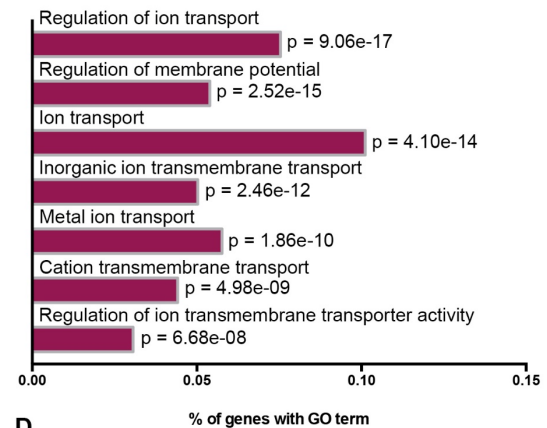 Regulation of ion transport
p = 9.06e-17
Regulation of membrane potential
p = 2.52e-15
Ion transport
p = 4.10e-14
Inorganic ion transmembrane transport
p = 2.46e-12
Metal ion transport
p = 1.86e-10
Cation transmembrane transport
p = 4.98e-09
Regulation of ion transmembrane transporter activity
p = 6.68e-08
0.00 0.05 0.10 0.15
% of genes with GO term
D